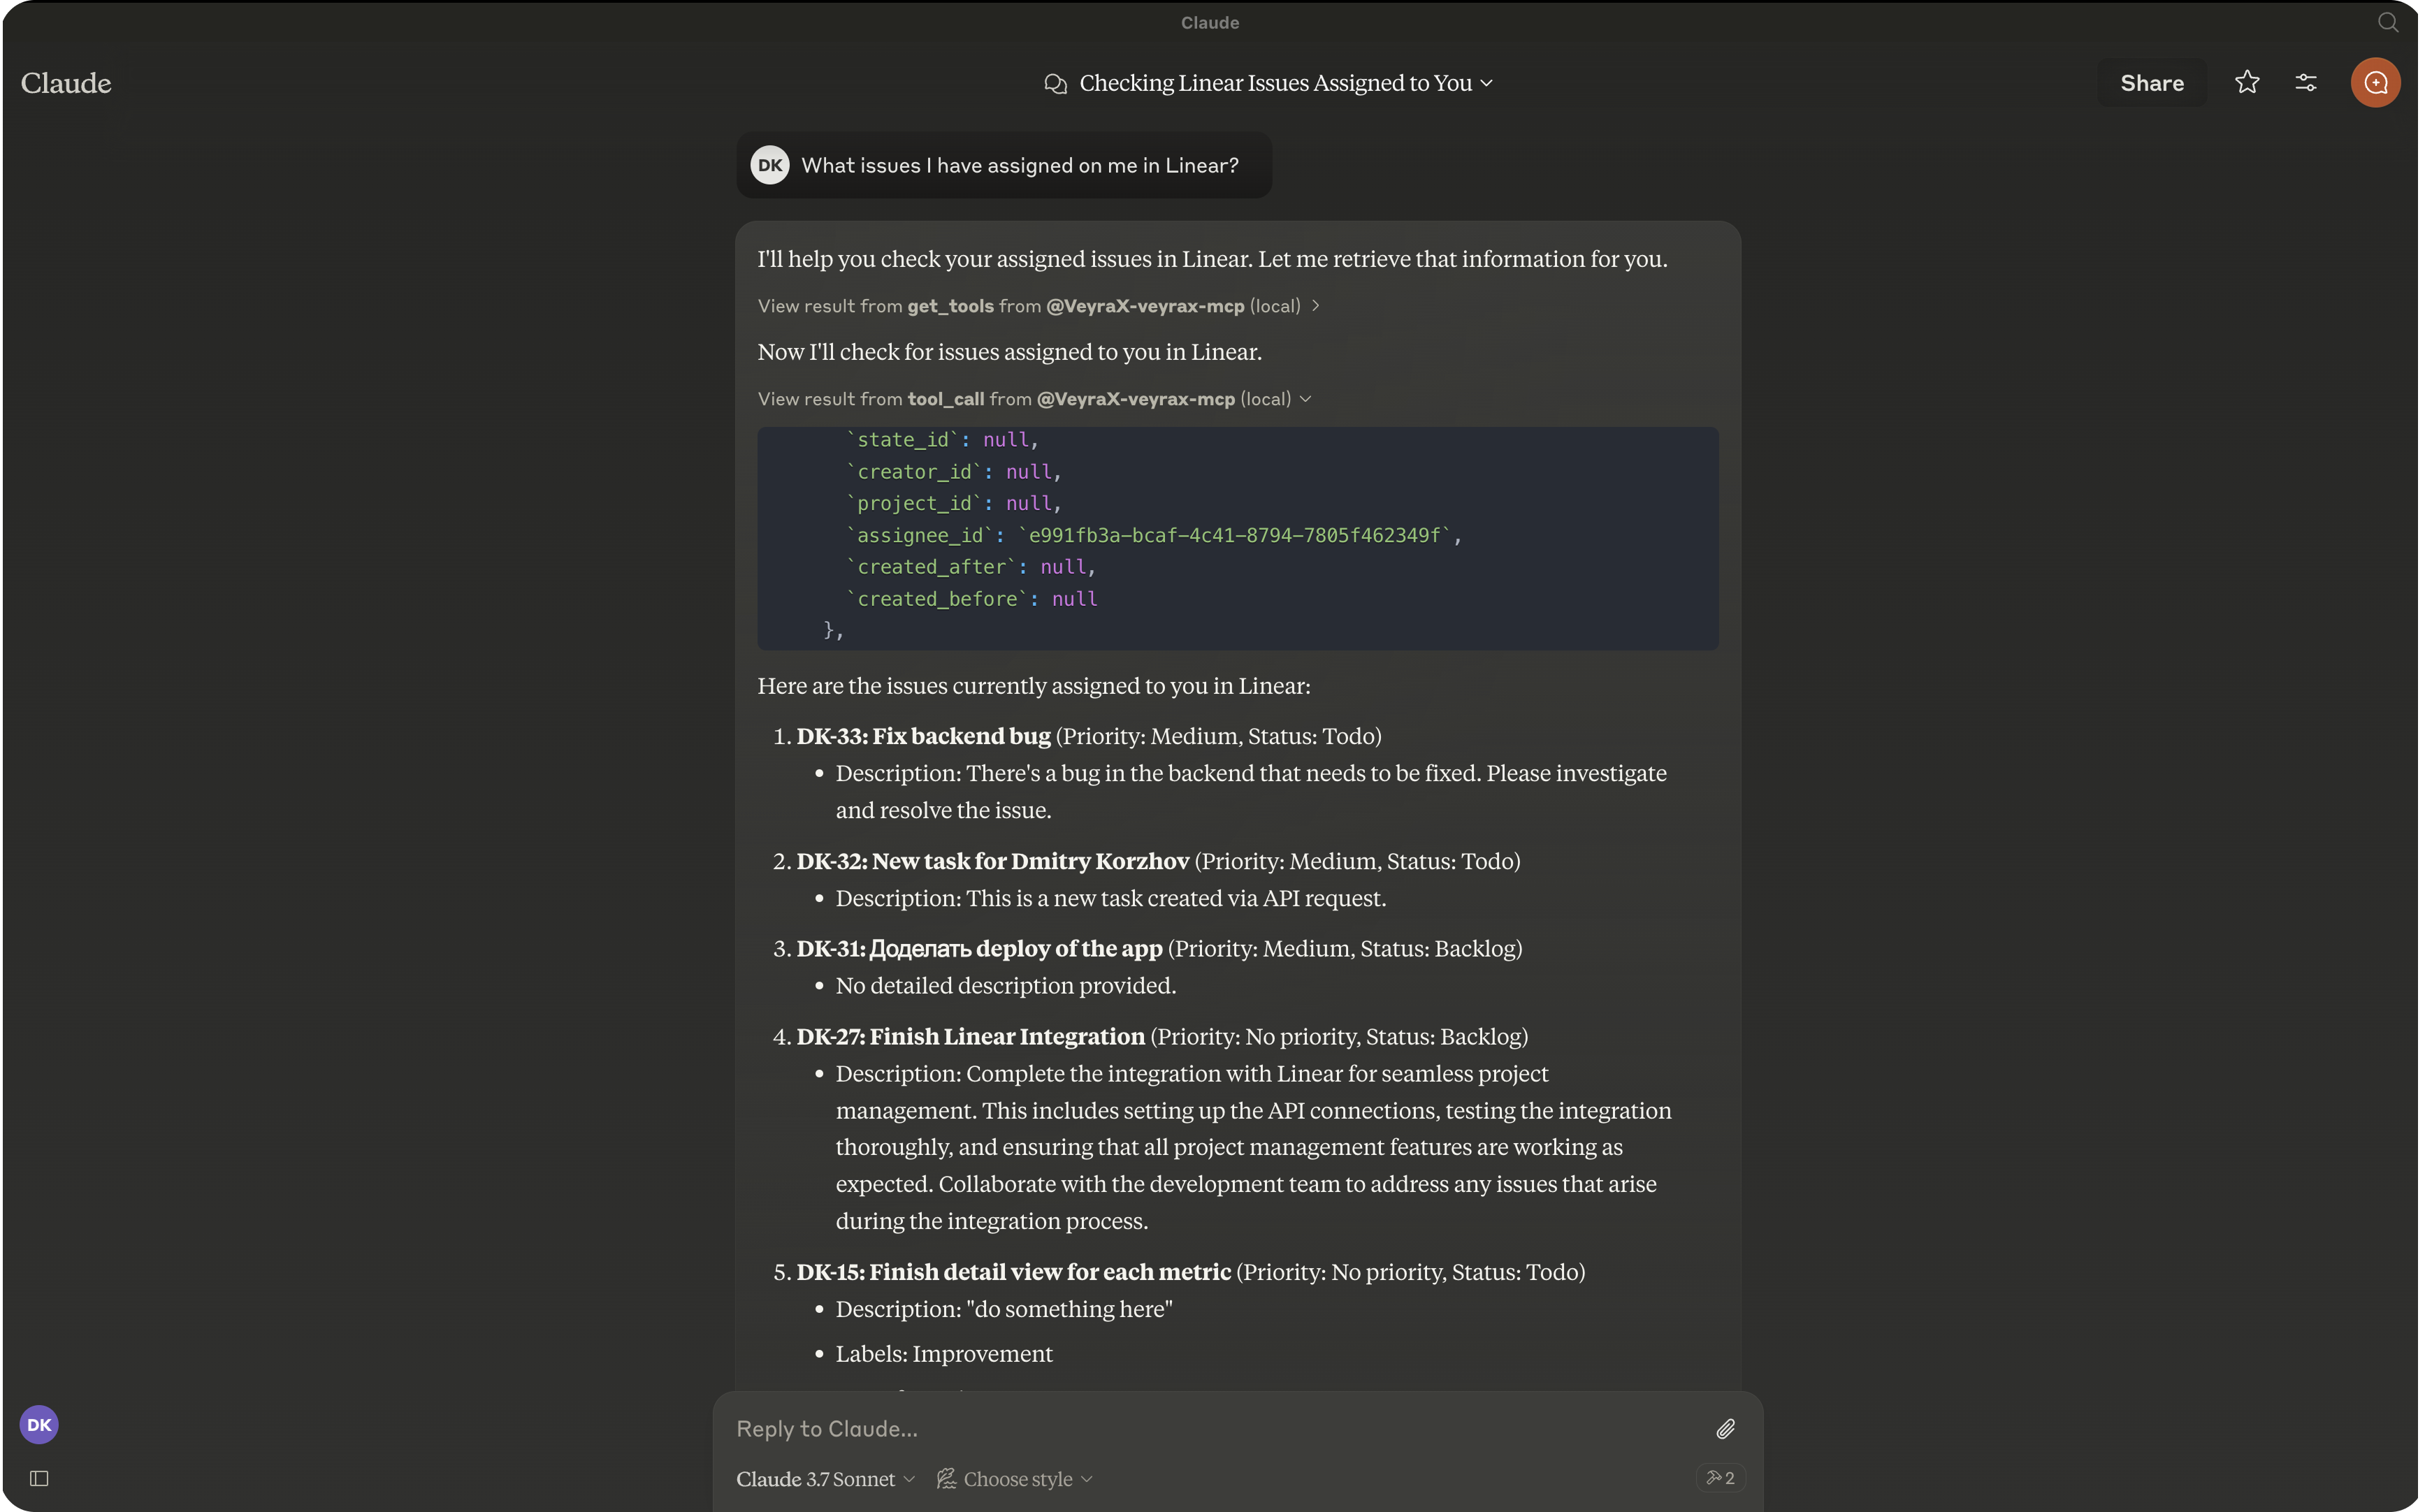 Claude
Claude
Checking Linear Issues Assigned to You
Share
DK
What issues I have assigned on me in Linear?
I'll help you check your assigned issues in Linear. Let me retrieve that information for you.
View result from get_tools from @VeyraX-veyrax-mcp (local)
Now I'll check for issues assigned to you in Linear.
View result from tool_call from @VeyraX-veyrax-mcp (local)
`state_id`: null,
`creator_id`: null,
`project_id`: null,
`assignee_id`: `e991fb3a-bcaf-4c41-8794-7805f462349f`,
`created_after`: null,
`created_before`: null
},
Here are the issues currently assigned to you in Linear:
1. DK-33: Fix backend bug (Priority: Medium, Status: Todo)
• Description: There's a bug in the backend that needs to be fixed. Please investigate
and resolve the issue.
2. DK-32: New task for Dmitry Korzhov (Priority: Medium, Status: Todo)
• Description: This is a new task created via API request.
3. DK-31: Доделать deploy of the app (Priority: Medium, Status: Backlog)
• No detailed description provided.
4. DK-27: Finish Linear Integration (Priority: No priority, Status: Backlog)
• Description: Complete the integration with Linear for seamless project
management. This includes setting up the API connections, testing the integration
thoroughly, and ensuring that all project management features are working as
expected. Collaborate with the development team to address any issues that arise
during the integration process.
5. DK-15: Finish detail view for each metric (Priority: No priority, Status: Todo)
• Description: "do something here"
• Labels: Improvement
DK
Reply to Claude...
Claude 3.7 Sonnet
Choose style
2